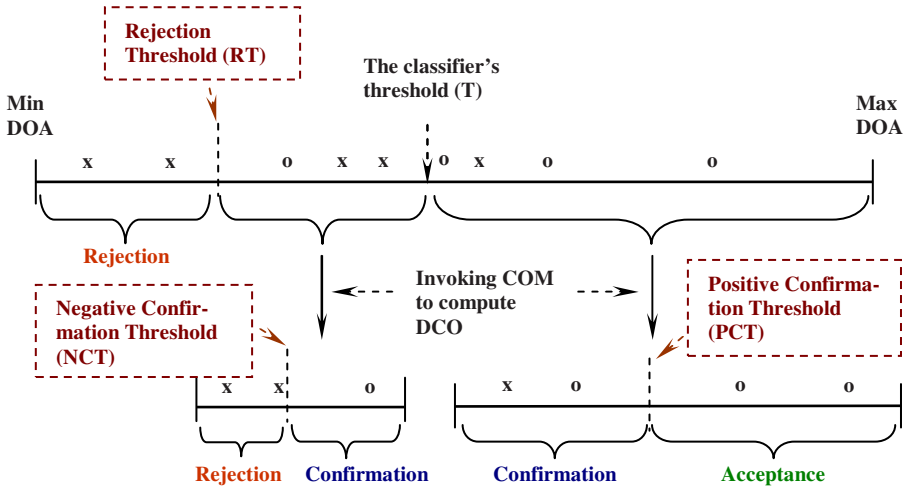 Rejection
Threshold (RT)
The classifier's
threshold (T)
Min
DOA
Max
DOA
x x o x x o x o o
Rejection
Invoking COM
to compute
DCO
Negative Confir-
mation Threshold
(NCT)
Positive Confirma-
tion Threshold
(PCT)
x x o
x o o o
Rejection
Confirmation
Confirmation
Acceptance